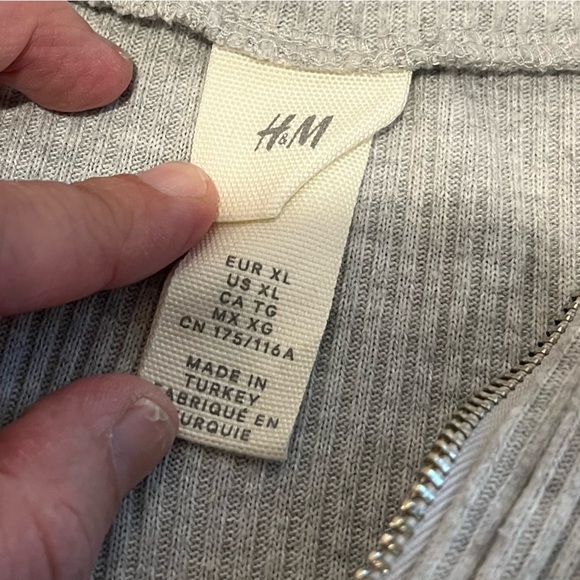 H&M
EUR XL
US XL
CA TG
MX XG
CN 175/116A
MADE IN
TURKEY
FABRIQUÉ EN
TURQUIE